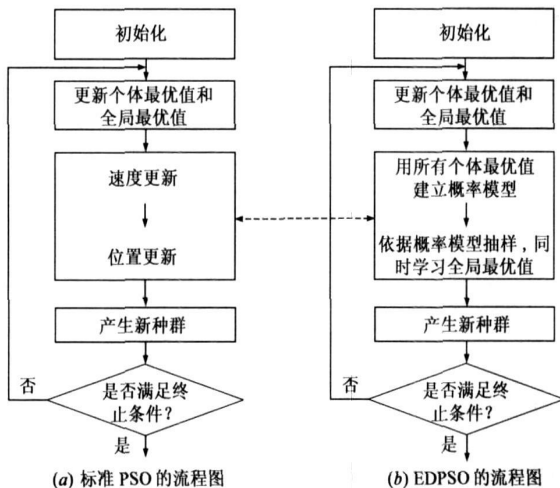 初始化
更新个体最优值和
全局最优值
速度更新
位置更新
产生新种群
否
是否满足终
止条件?
是
(a) 标准 PSO 的流程图
初始化
更新个体最优值和
全局最优值
用所有个体最优值
建立概率模型
依据概率模型抽样,同
时学习全局最优值
产生新种群
否
是否满足终
止条件?
是
(b) EDPSO 的流程图